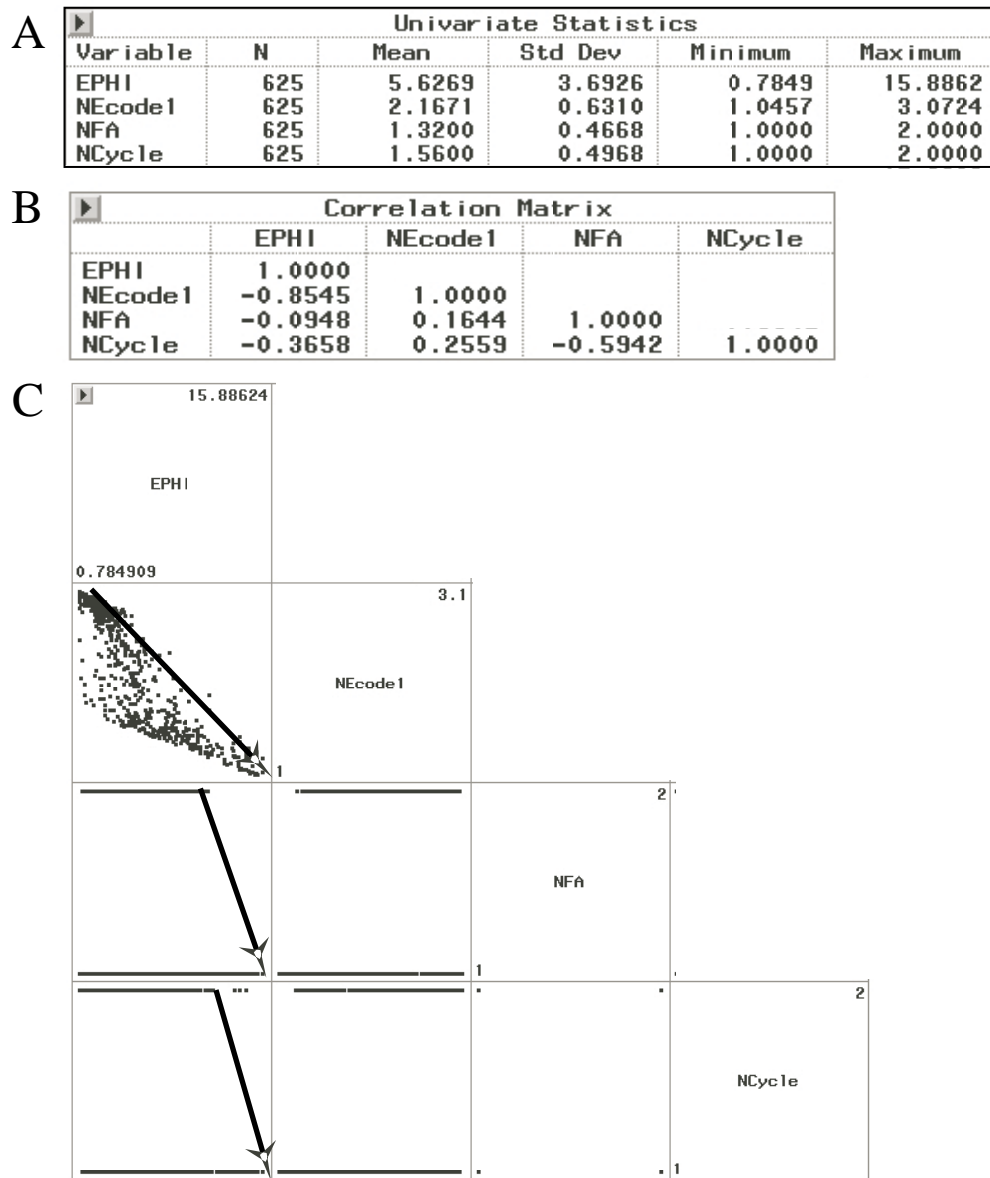 A
Univariate Statistics
Variable N Mean Std Dev Minimum Maximum
EPHI 625 5.6269 3.6926 0.7849 15.8862
NEcode1 625 2.1671 0.6310 1.0457 3.0724
NFA 625 1.3200 0.4668 1.0000 2.0000
NCycle 625 1.5600 0.4968 1.0000 2.0000
B
Correlation Matrix
EPHI NEcode1 NFA NCycle
EPHI 1.0000
NEcode1 -0.8545 1.0000
NFA -0.0948 0.1644 1.0000
NCycle -0.3658 0.2559 -0.5942 1.0000
C
15.88624
EPHI
0.784909
3.1
NEcode1
1
2
NFA
1
2
NCycle
1